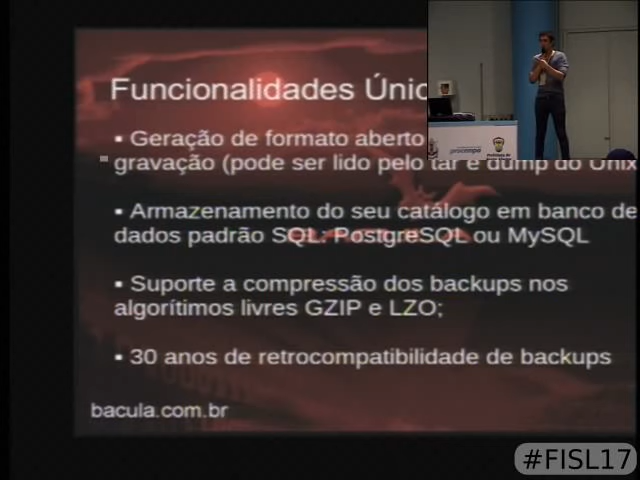 Funcionalidades Únic
▪ Geração de formato aberto
gravação (pode ser lido pelo tar e dump do Unix
▪ Armazenamento do seu catálogo em banco de
dados padrão SQL: PostgreSQL ou MySQL
▪ Suporte a compressão dos backups nos
algorítimos livres GZIP e LZO;
▪ 30 anos de retrocompatibilidade de backups
bacula.com.br
procempa
#FISL17